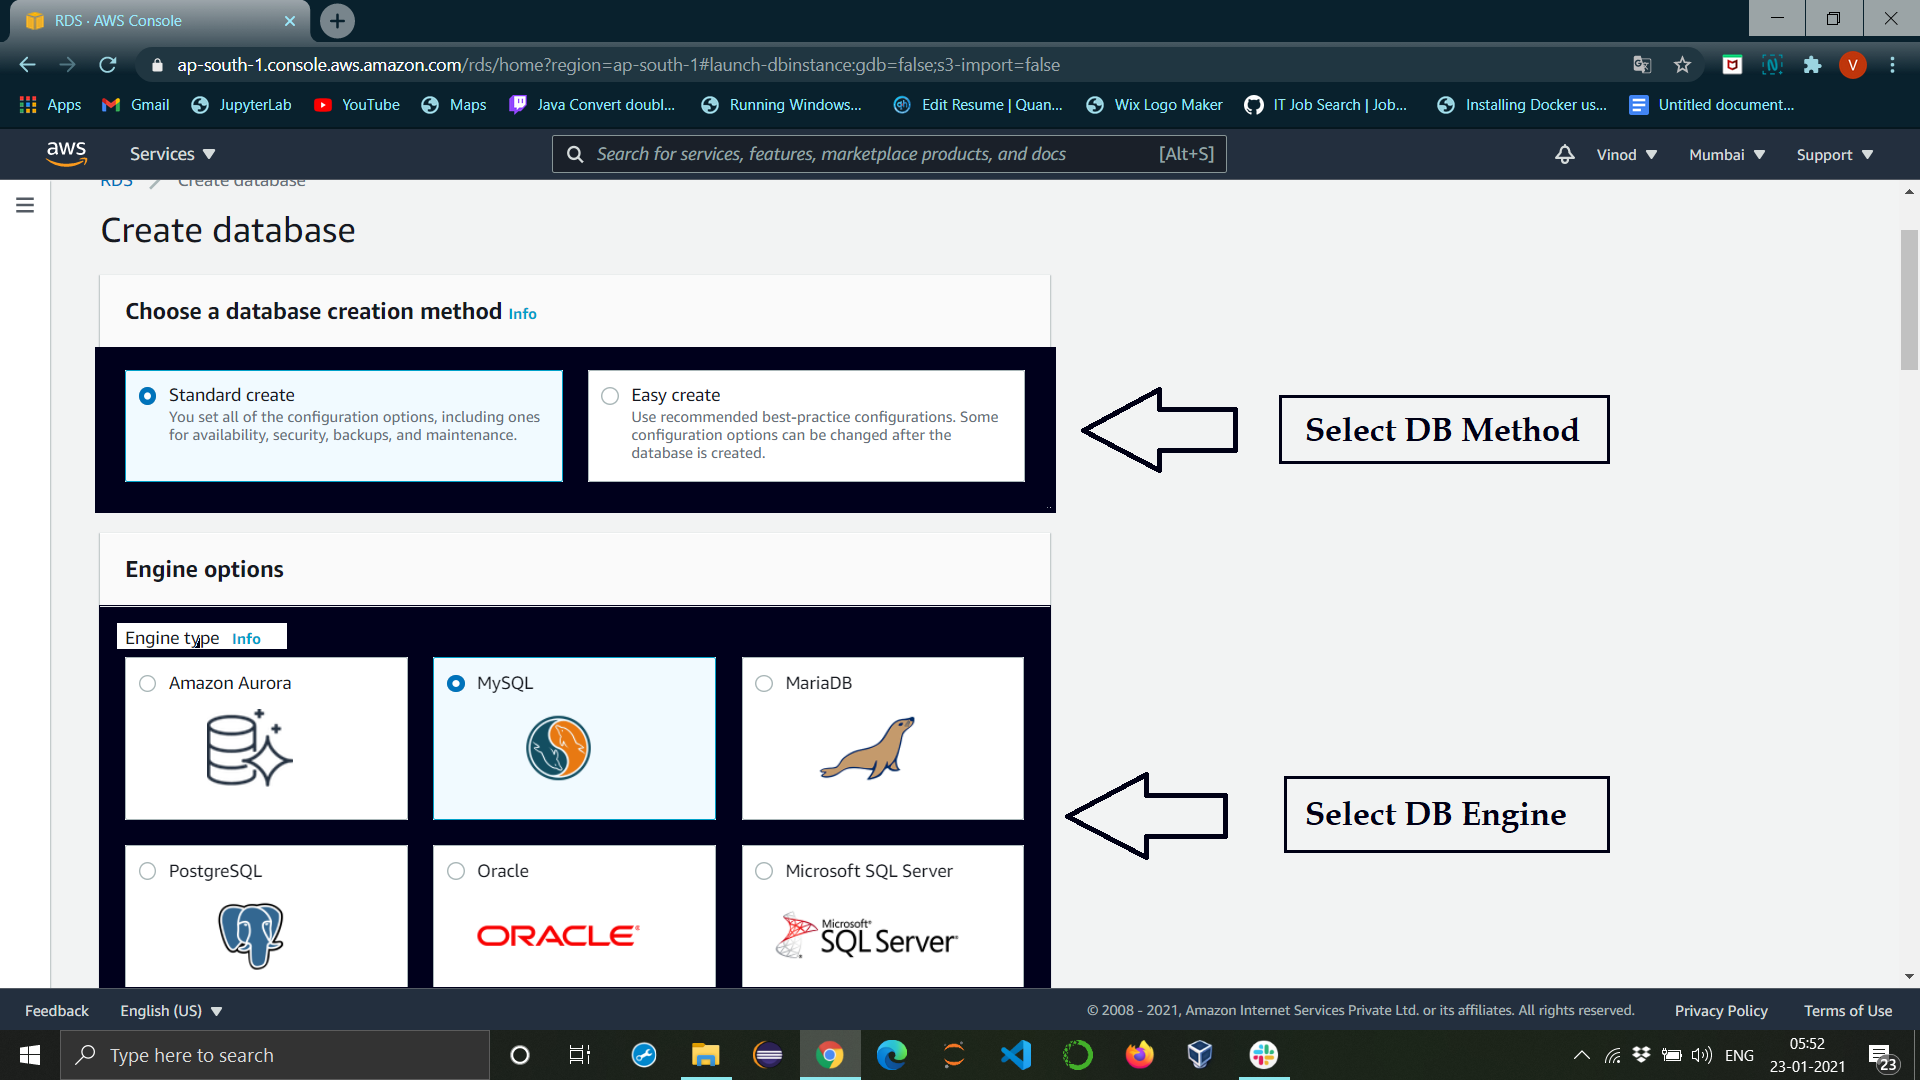 RDS · AWS Console
ap-south-1.console.aws.amazon.com/rds/home?region=ap-south-1#launch-dbinstance:gdb=false;s3-import=false
V
Apps Gmail JupyterLab YouTube Maps Java Convert doubl... Running Windows... Edit Resume | Quan... Wix Logo Maker IT Job Search | Job... Installing Docker us... Untitled document...
aws Services Search for services, features, marketplace products, and docs [Alt+S] Vinod Mumbai Support
RDS Create database
Create database
Choose a database creation method Info
Standard create
You set all of the configuration options, including ones
for availability, security, backups, and maintenance.
Easy create
Use recommended best-practice configurations. Some
configuration options can be changed after the
database is created.
Select DB Method
Engine options
Engine type Info
Amazon Aurora
MySQL
MariaDB
Select DB Engine
PostgreSQL
Oracle
ORACLE
Microsoft SQL Server
Microsoft®
SQL Server®
Feedback English (US) © 2008 - 2021, Amazon Internet Services Private Ltd. or its affiliates. All rights reserved. Privacy Policy Terms of Use
Type here to search
ENG
05:52
23-01-2021
23